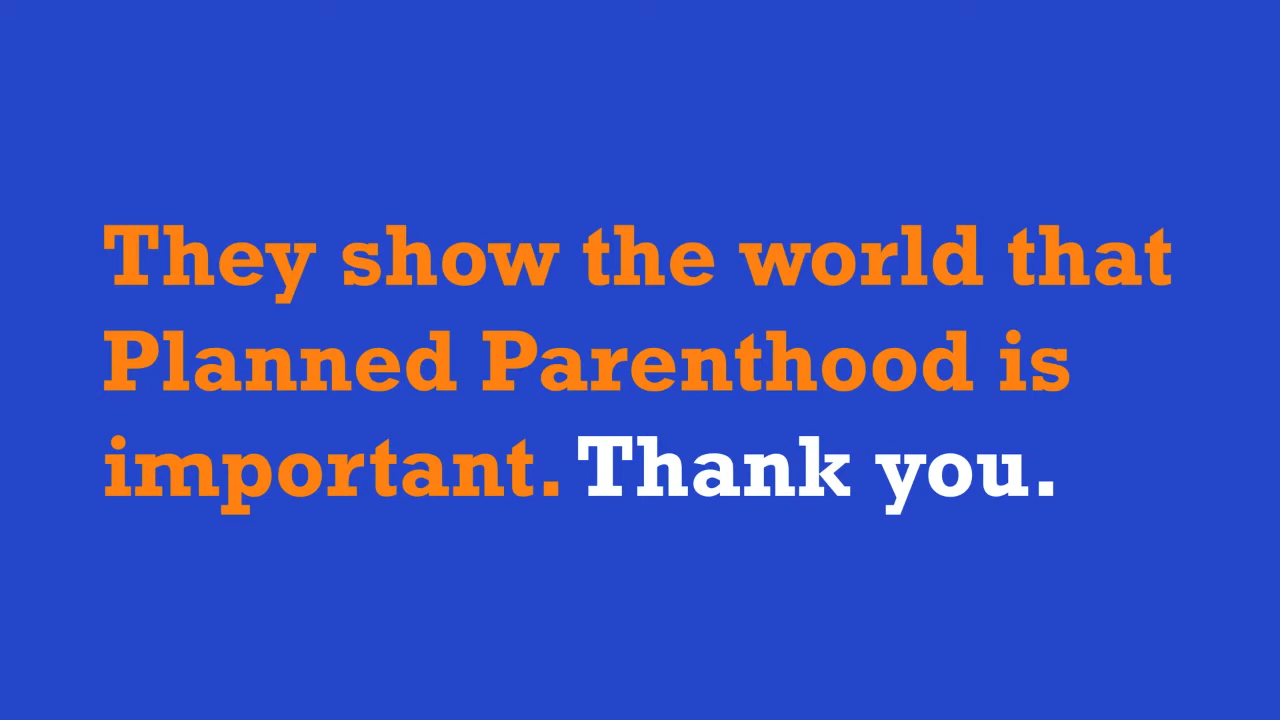 They show the world that
Planned Parenthood is
important. Thank you.